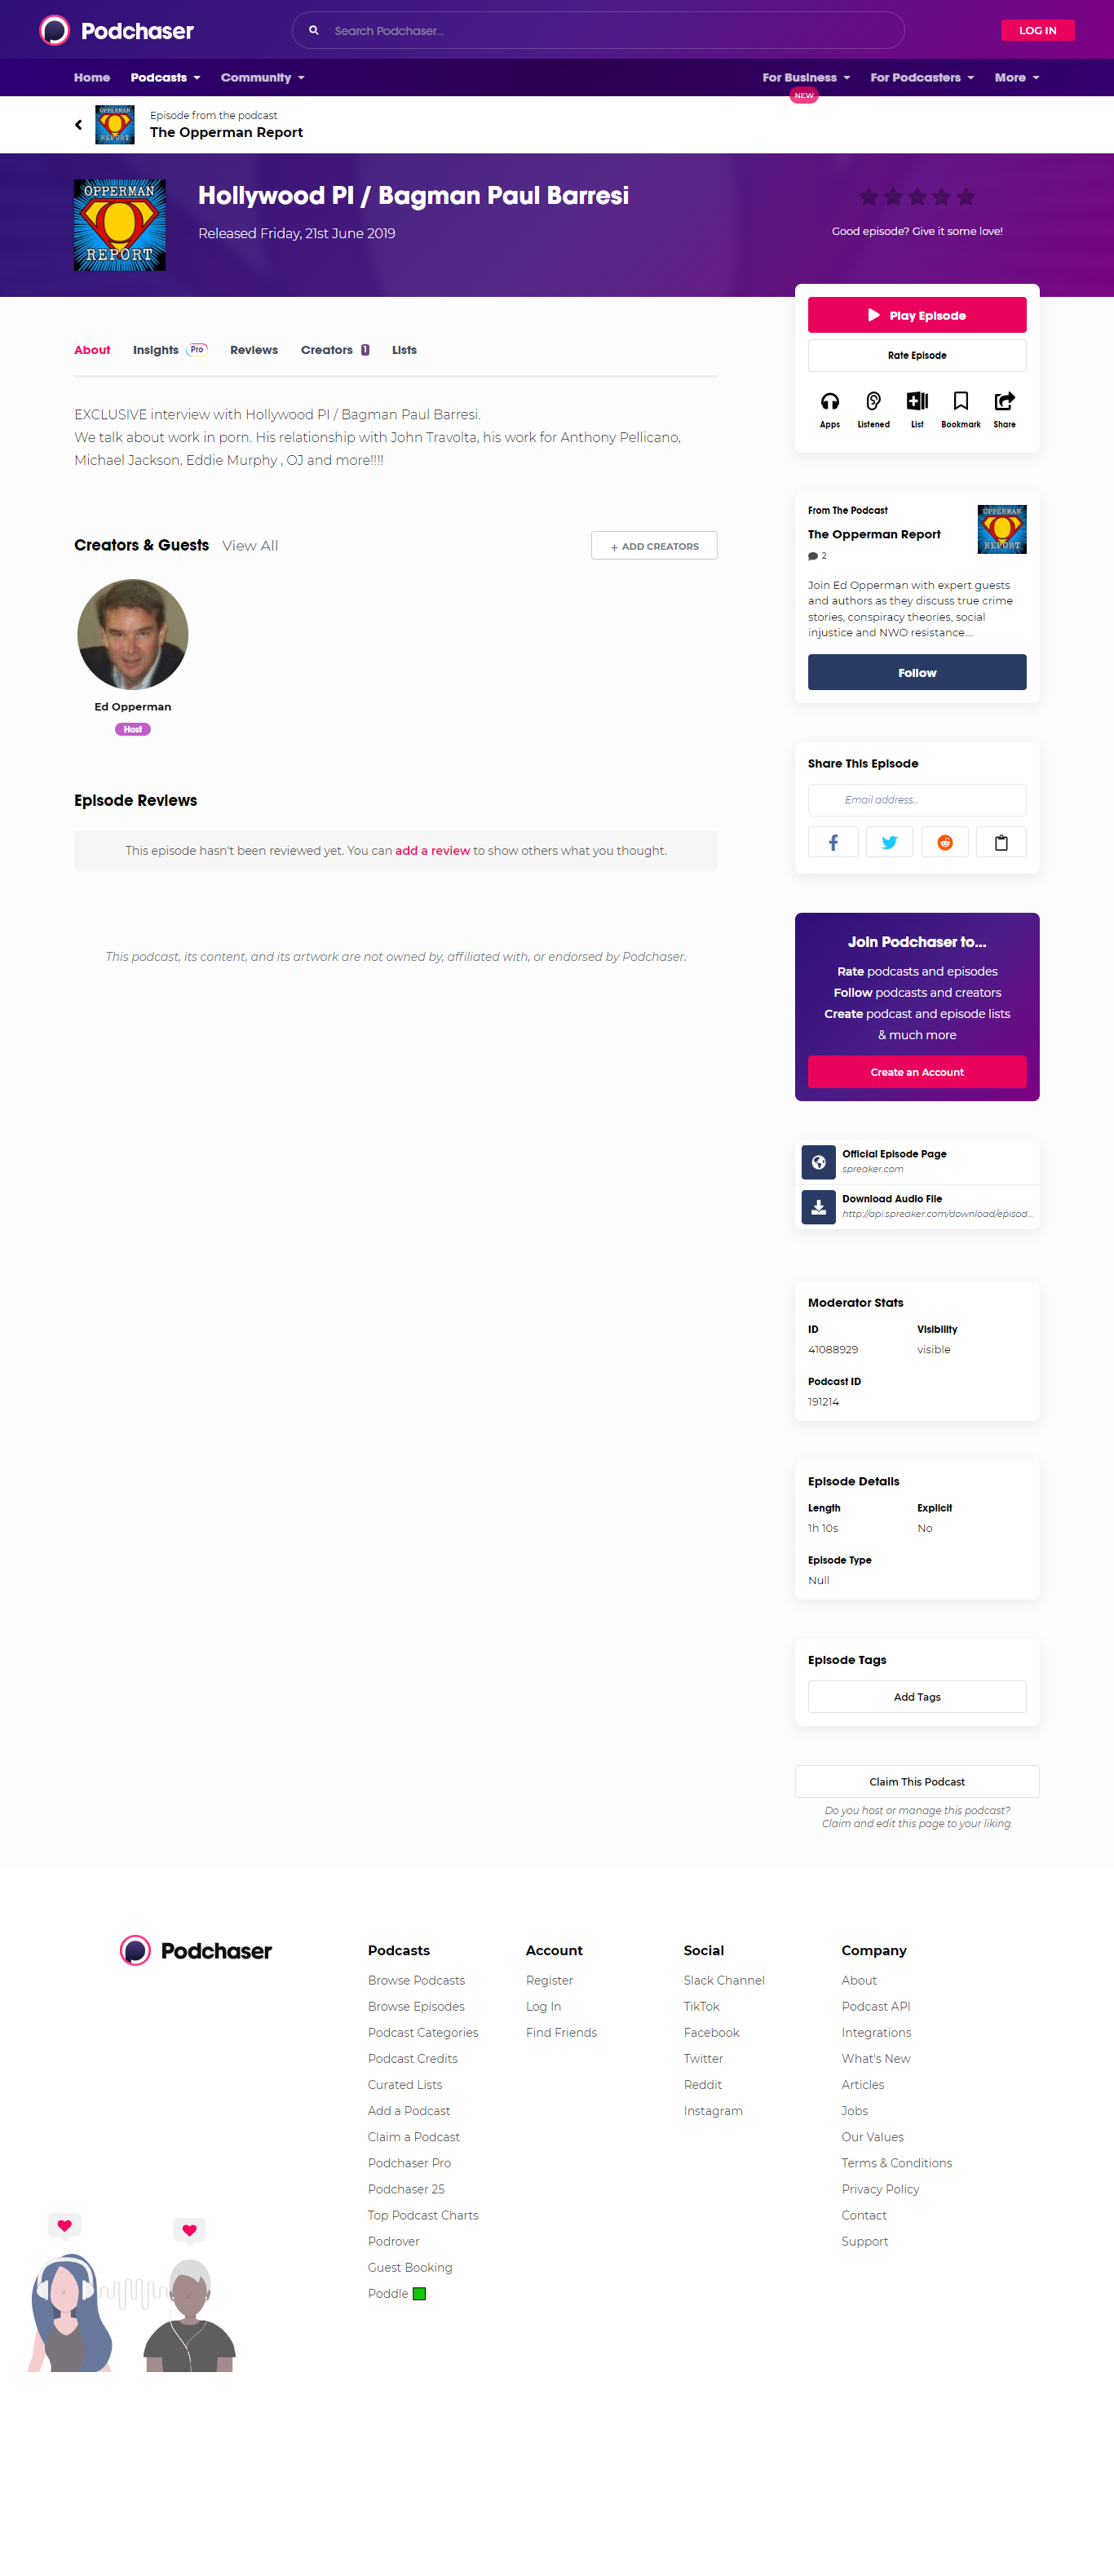 Podchaser
Search Podchaser...
LOG IN
Home
Podcasts
Community
For Business
NEW
For Podcasters
More
OPPERMAN
REPORT
Episode from the podcast
The Opperman Report
OPPERMAN
REPORT
Hollywood PI / Bagman Paul Barresi
Released Friday, 21st June 2019
Good episode? Give it some love!
Play Episode
Rate Episode
Apps
Listened
List
Bookmark
Share
About
Insights Pro
Reviews
Creators 1
Lists
EXCLUSIVE interview with Hollywood PI / Bagman Paul Barresi.
We talk about work in porn. His relationship with John Travolta, his work for Anthony Pellicano,
Michael Jackson, Eddie Murphy , OJ and more!!!!
Creators & Guests View All
+ ADD CREATORS
Ed Opperman
Host
Episode Reviews
This episode hasn't been reviewed yet. You can add a review to show others what you thought.
This podcast, its content, and its artwork are not owned by, affiliated with, or endorsed by Podchaser.
From The Podcast
The Opperman Report
2
OPPERMAN
REPORT
Join Ed Opperman with expert guests
and authors as they discuss true crime
stories, conspiracy theories, social
injustice and NWO resistance....
Follow
Share This Episode
Email address...
Join Podchaser to...
Rate podcasts and episodes
Follow podcasts and creators
Create podcast and episode lists
& much more
Create an Account
Official Episode Page
spreaker.com
Download Audio File
http://api.spreaker.com/download/episod...
Moderator Stats
ID
41088929
Visibility
visible
Podcast ID
191214
Episode Details
Length
1h 10s
Explicit
No
Episode Type
Null
Episode Tags
Add Tags
Claim This Podcast
Do you host or manage this podcast?
Claim and edit this page to your liking.
Podchaser
Podcasts
Browse Podcasts
Browse Episodes
Podcast Categories
Podcast Credits
Curated Lists
Add a Podcast
Claim a Podcast
Podchaser Pro
Podchaser 25
Top Podcast Charts
Podrover
Guest Booking
Poddle
Account
Register
Log In
Find Friends
Social
Slack Channel
TikTok
Facebook
Twitter
Reddit
Instagram
Company
About
Podcast API
Integrations
What's New
Articles
Jobs
Our Values
Terms & Conditions
Privacy Policy
Contact
Support